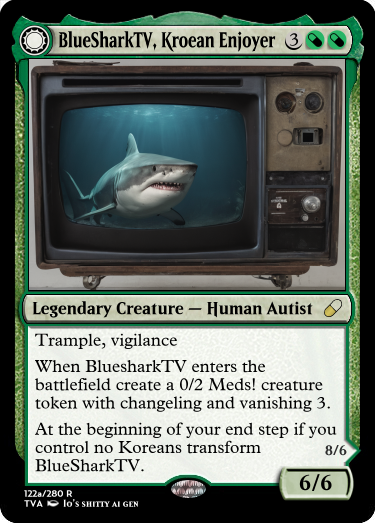 BlueSharkTV, Kroean Enjoyer 3
Legendary Creature — Human Autist
Trample, vigilance
When BluesharkTV enters the
battlefield create a 0/2 Meds! creature
token with changeling and vanishing 3.
At the beginning of your end step if you
control no Koreans transform
BlueSharkTV.
8/6
6/6
122a/280 R
TVA Io's SHITTY AI GEN